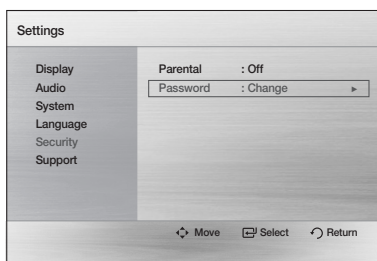 Settings
Display
Audio
System
Language
Security
Support
Parental : Off
Password : Change ►
Move Select Return